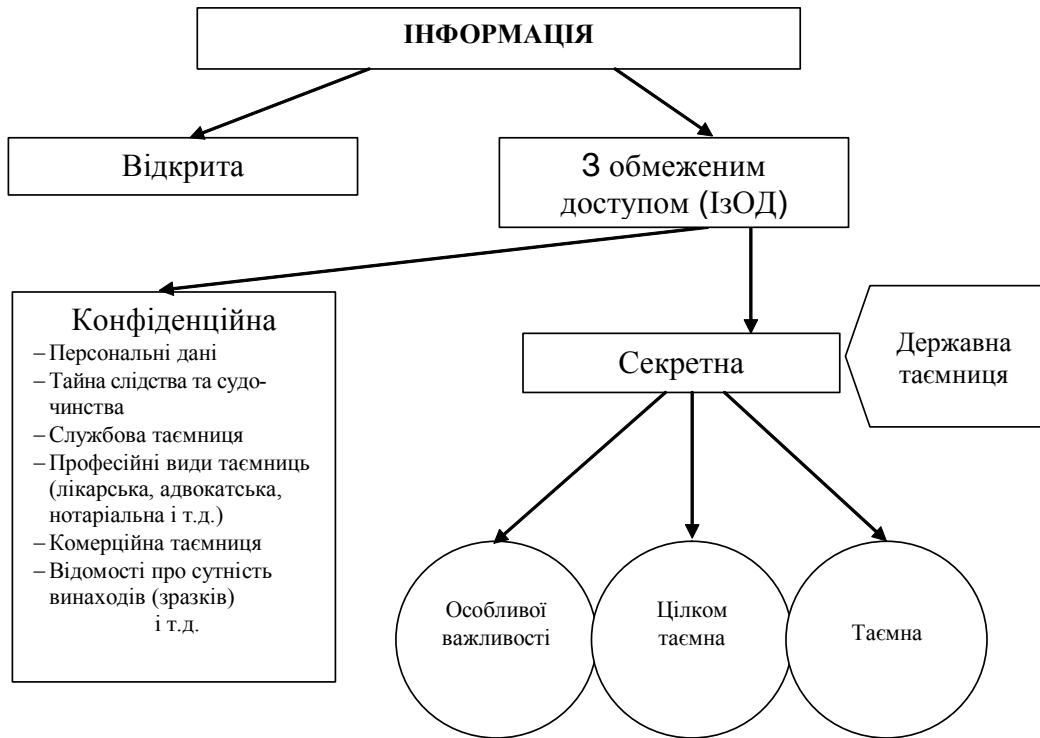 ІНФОРМАЦІЯ
Відкрита
З обмеженим
доступом (ІзОД)
Конфіденційна
– Персональні дані
– Тайна слідства та судо-
чинства
– Службова таємниця
– Професійні види таємниць
(лікарська, адвокатська,
нотаріальна і т.д.)
– Комерційна таємниця
– Відомості про сутність
винаходів (зразків)
і т.д.
Секретна
Державна
таємниця
Особливої
важливості
Цілком
таємна
Таємна